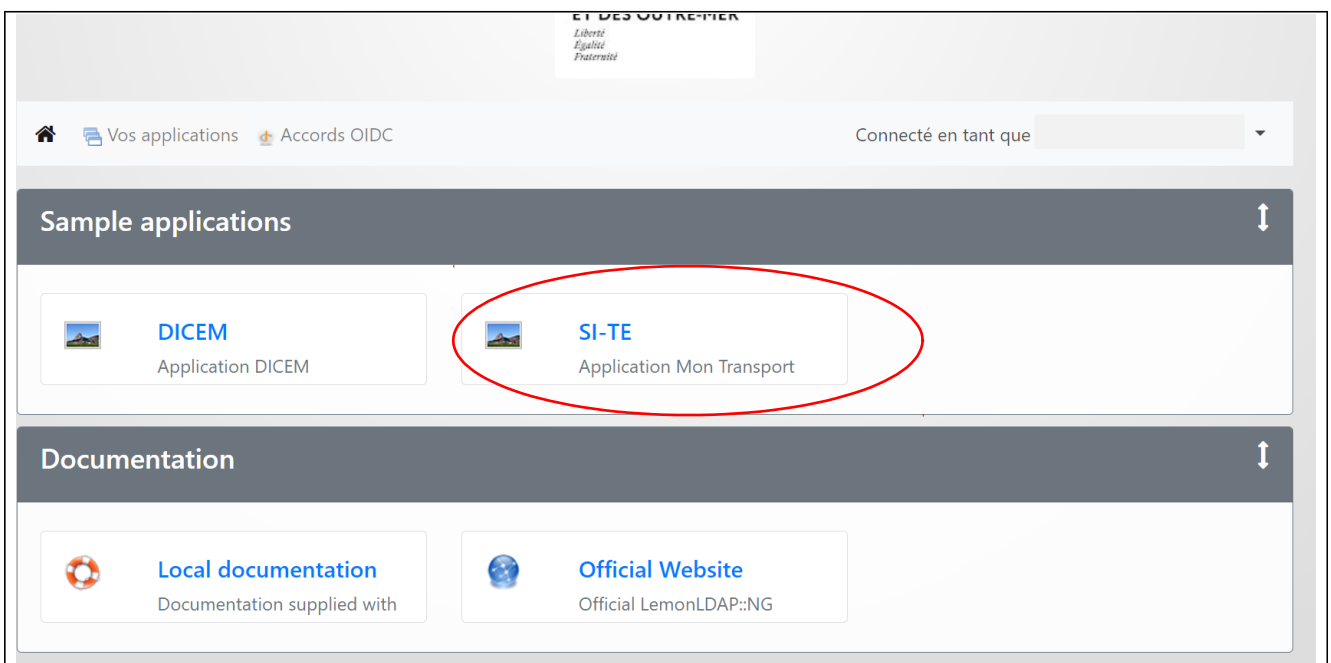 ET DES OUTRE-MER
Liberté
Égalité
Fraternité
Vos applications Accords OIDC Connecté en tant que
Sample applications
DICEM
Application DICEM
SI-TE
Application Mon Transport
Documentation
Local documentation
Documentation supplied with
Official Website
Official LemonLDAP::NG